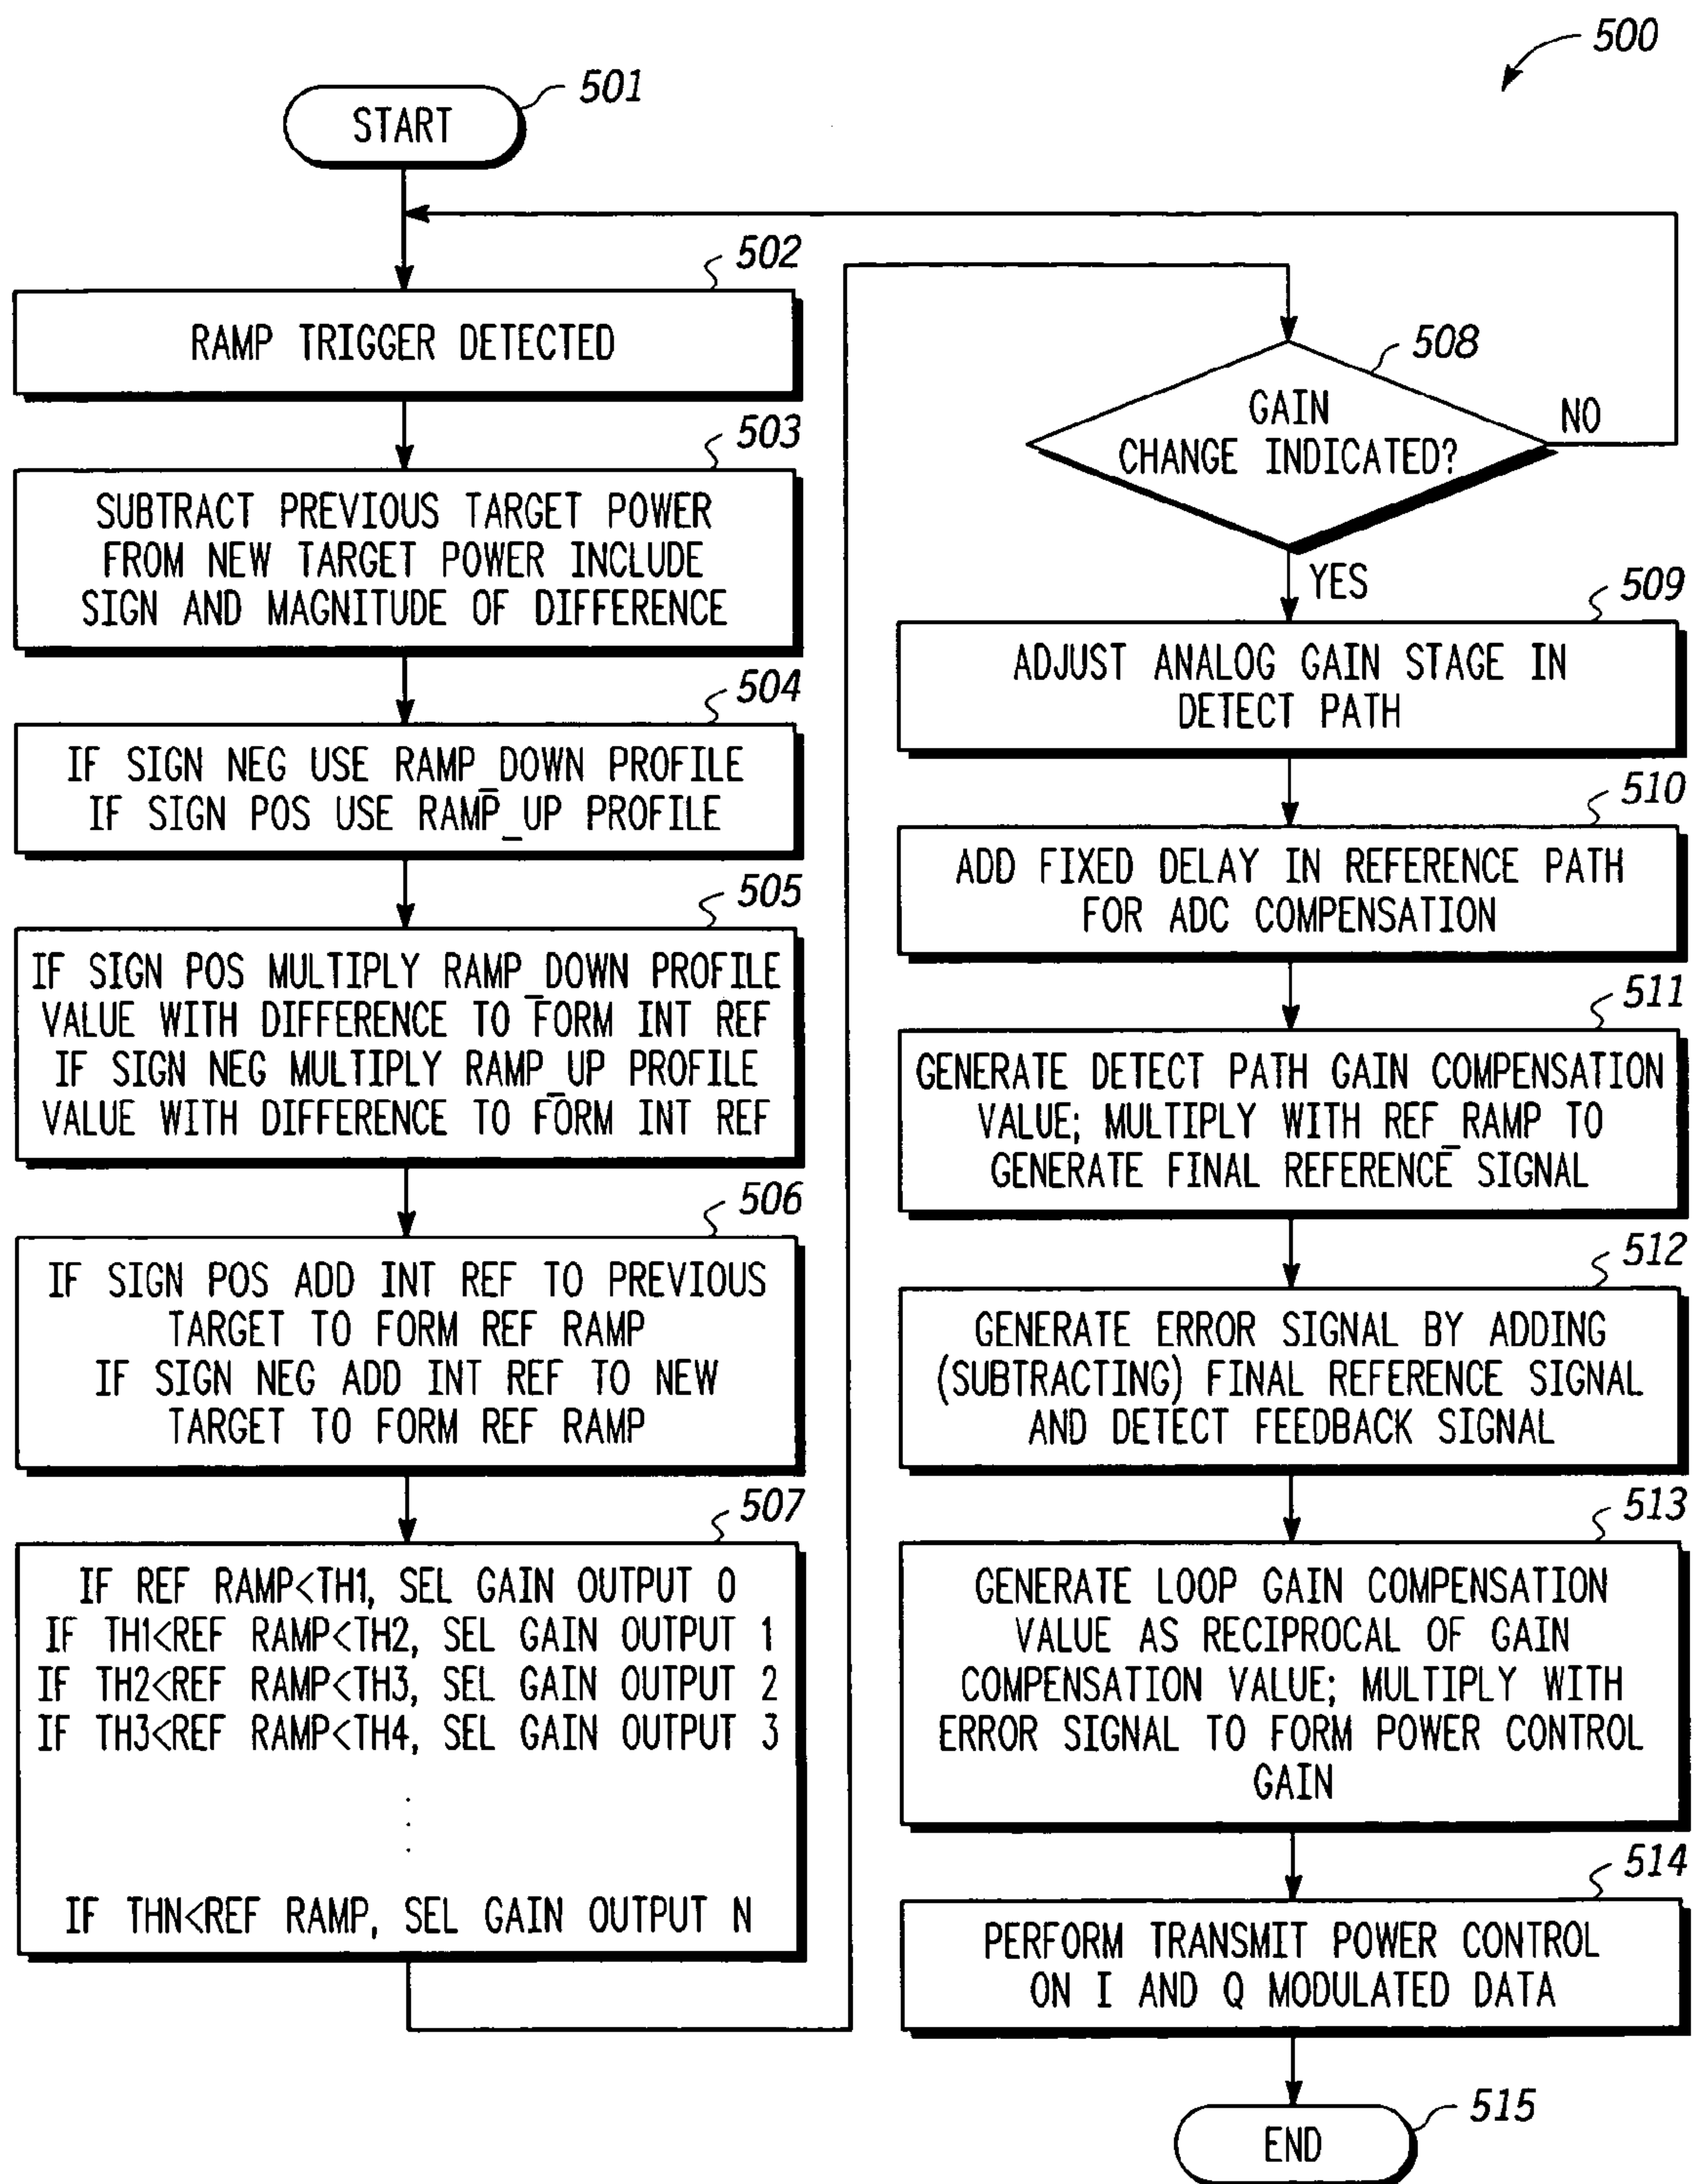 500
501
START
502
RAMP TRIGGER DETECTED
503
SUBTRACT PREVIOUS TARGET POWER
FROM NEW TARGET POWER INCLUDE
SIGN AND MAGNITUDE OF DIFFERENCE
504
IF SIGN NEG USE RAMP_DOWN PROFILE
IF SIGN POS USE RAMP_UP PROFILE
505
IF SIGN POS MULTIPLY RAMP_DOWN PROFILE
VALUE WITH DIFFERENCE TO FORM INT REF
IF SIGN NEG MULTIPLY RAMP_UP PROFILE
VALUE WITH DIFFERENCE TO FORM INT REF
506
IF SIGN POS ADD INT REF TO PREVIOUS
TARGET TO FORM REF RAMP
IF SIGN NEG ADD INT REF TO NEW
TARGET TO FORM REF RAMP
507
IF REF RAMP<TH1, SEL GAIN OUTPUT 0
IF TH1<REF RAMP<TH2, SEL GAIN OUTPUT 1
IF TH2<REF RAMP<TH3, SEL GAIN OUTPUT 2
IF TH3<REF RAMP<TH4, SEL GAIN OUTPUT 3
.
.
.
IF THN<REF RAMP, SEL GAIN OUTPUT N
508
GAIN
CHANGE INDICATED?
NO
YES
509
ADJUST ANALOG GAIN STAGE IN
DETECT PATH
510
ADD FIXED DELAY IN REFERENCE PATH
FOR ADC COMPENSATION
511
GENERATE DETECT PATH GAIN COMPENSATION
VALUE; MULTIPLY WITH REF_RAMP TO
GENERATE FINAL REFERENCE SIGNAL
512
GENERATE ERROR SIGNAL BY ADDING
(SUBTRACTING) FINAL REFERENCE SIGNAL
AND DETECT FEEDBACK SIGNAL
513
GENERATE LOOP GAIN COMPENSATION
VALUE AS RECIPROCAL OF GAIN
COMPENSATION VALUE; MULTIPLY WITH
ERROR SIGNAL TO FORM POWER CONTROL
GAIN
514
PERFORM TRANSMIT POWER CONTROL
ON I AND Q MODULATED DATA
515
END